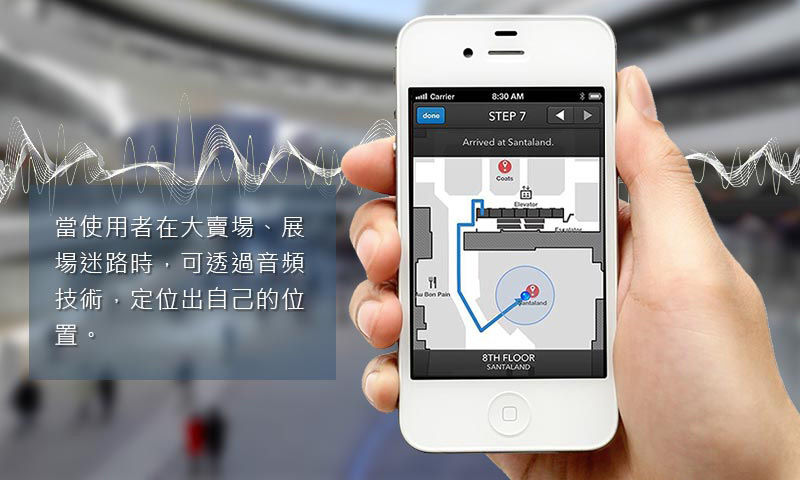 當使用者在大賣場、展
場迷路時，可透過音頻
技術，定位出自己的位
置。
Carrier
8:30 AM
done
STEP 7
Arrived at Santaland.
Coats
Elevator
Escalator
Au Bon Pain
Santaland
8TH FLOOR
SANTALAND